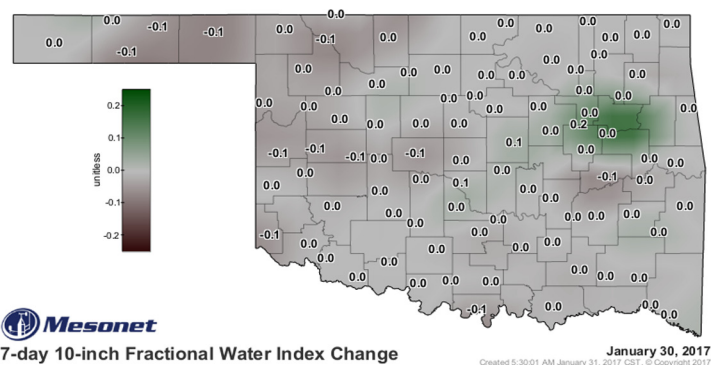 0.0 0.0 -0.1 -0.1 -0.1 0.0 0.0 -0.1 0.0 0.0 0.0 0.0 0.0
0.0 0.0 0.0 0.0 0.0 0.0 0.0 0.0 0.0 0.0 0.0
0.0 0.0 0.0 0.0 0.0 0.0 0.0 0.0 0.0 0.0 0.0
0.0 0.0 0.0 0.0 0.0 0.2 0.0 0.0
-0.1 -0.1 -0.1 0.0 -0.1 0.0 0.1 0.0 0.0 0.0
0.0 0.0 0.0 0.1 0.0 0.0 0.0 -0.1 0.0
0.0 0.0 0.0 0.0 0.0 0.0 0.0 0.0 0.0 0.0
-0.1 0.0 0.0 0.0 0.0 0.0 0.0 0.0
0.0 0.0 0.0 0.0 0.0 0.0 0.0 0.0 0.0
-0.1 0.0 0.0 0.0
0.2
0.1
0.0
-0.1
-0.2
unitless
Mesonet
7-day 10-inch Fractional Water Index Change
January 30, 2017
Created 5:30:01 AM January 31, 2017 CST. © Copyright 2017